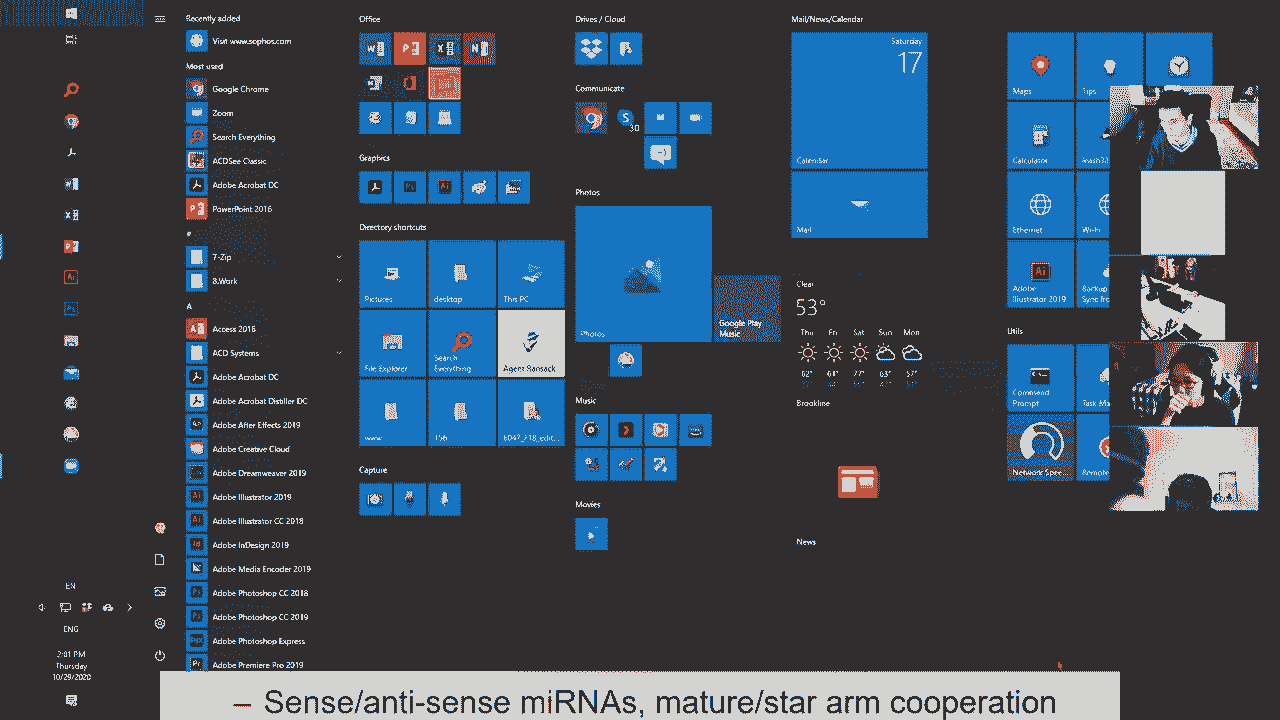 Recently added
Visit www.sophos.com
Most used
Google Chrome
Zoom
Search Everything
ACDSee Classic
Adobe Acrobat DC
PowerPoint 2016
#
7-Zip
8.Work
A
Access 2016
ACD Systems
Adobe Acrobat DC
Adobe Acrobat Distiller DC
Adobe After Effects 2019
Adobe Creative Cloud
Adobe Dreamweaver 2019
Adobe Illustrator 2019
Adobe Illustrator CC 2018
Adobe InDesign 2019
Adobe Media Encoder 2019
Adobe Photoshop CC 2018
Adobe Photoshop CC 2019
Adobe Photoshop Express
Adobe Premiere Pro 2019
EN
ENG
2:01 PM
Thursday
10/29/2020
Office
Graphics
Directory shortcuts
Pictures
desktop
This PC
File Explorer
Search
Everything
Agent Ransack
www
156
6047_F18_edit...
Capture
Drives / Cloud
Communicate
30
Photos
Photos
Google Play
Music
Music
Movies
Mail/News/Calendar
Saturday
17
Calendar
Mail
Clear
53°
Thu Fri Sat Sun Mon
Brookline
News
Maps
Tips
Calculator
Ethernet
Wi-Fi
Adobe
Illustrator 2019
Backup
Sync fro
Utils
Command
Prompt
Task Ma
Network Spee
Remote
– Sense/anti-sense miRNAs, mature/star arm cooperation